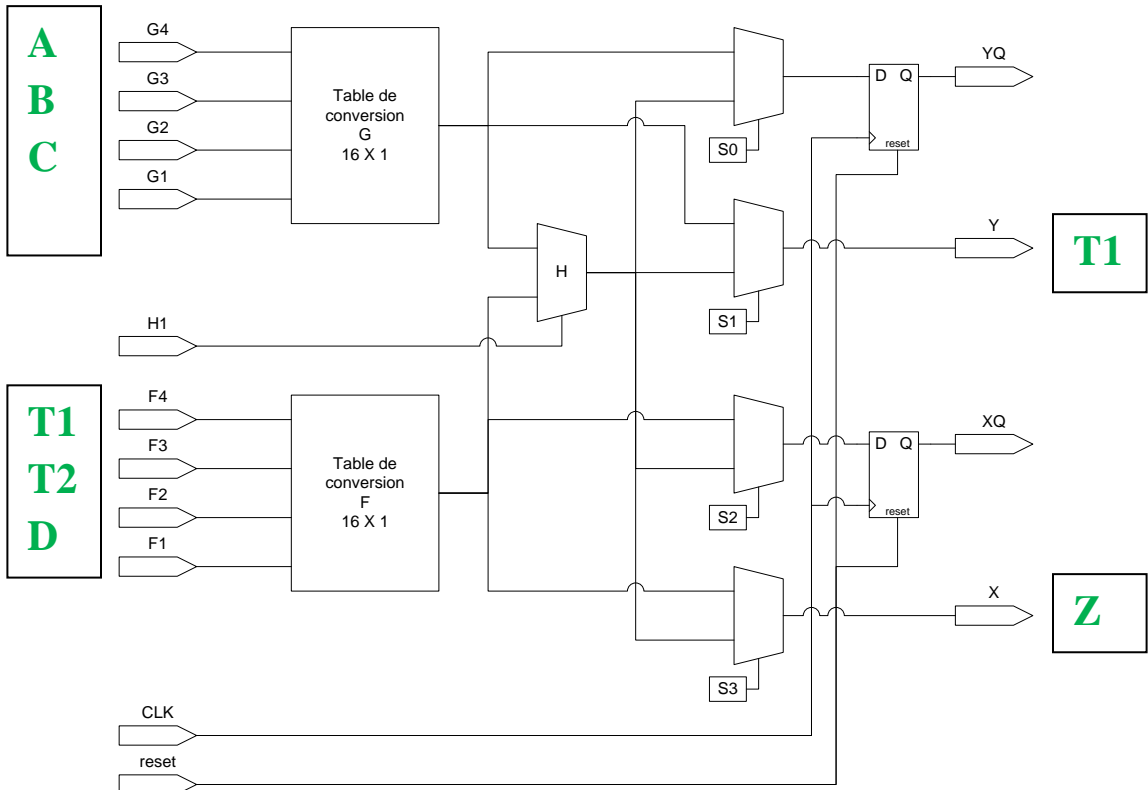 A
B
C
G4
G3
G2
G1
Table de
conversion
G
16 X 1
S0
D Q
reset
YQ
H
S1
Y
T1
H1
T1
T2
D
F4
F3
F2
F1
Table de
conversion
F
16 X 1
S2
D Q
reset
XQ
S3
X
Z
CLK
reset